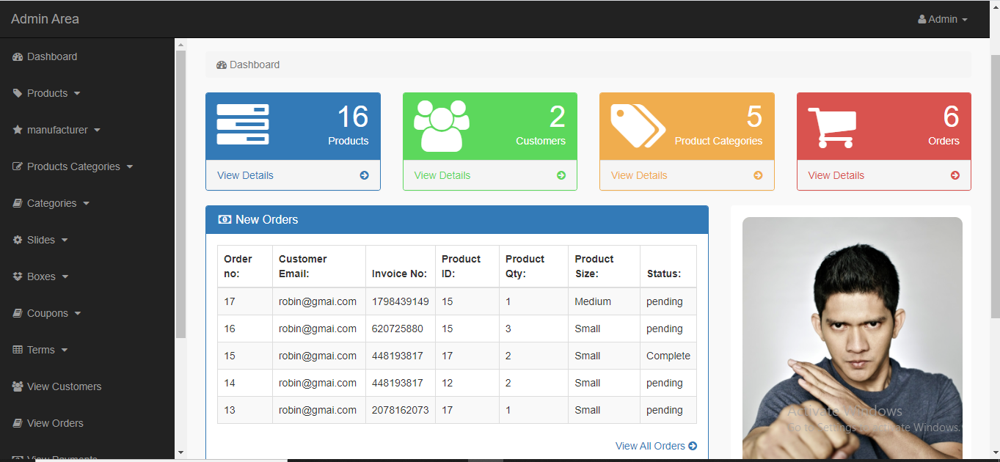 Admin Area
Admin
Dashboard
Products
manufacturer
Products Categories
Categories
Slides
Boxes
Coupons
Terms
View Customers
View Orders
View Payments
Dashboard
16
Products
View Details
2
Customers
View Details
5
Product Categories
View Details
6
Orders
View Details
New Orders
Order no: Customer Email: Invoice No: Product ID: Product Qty: Product Size: Status:
17 robin@gmai.com 1798439149 15 1 Medium pending
16 robin@gmai.com 620725880 15 3 Small pending
15 robin@gmai.com 448193817 17 2 Small Complete
14 robin@gmai.com 448193817 12 2 Small pending
13 robin@gmai.com 2078162073 17 1 Small pending
View All Orders
Activate Windows
Go to Settings to activate Windows.